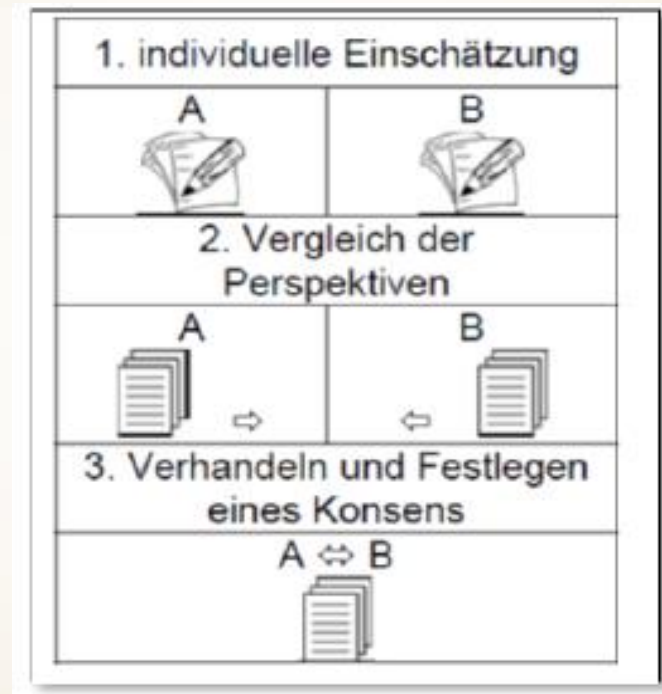 1. individuelle Einschätzung
A B
2. Vergleich der
Perspektiven
A B
⇨ ⇦
3. Verhandeln und Festlegen
eines Konsens
A ⇔ B